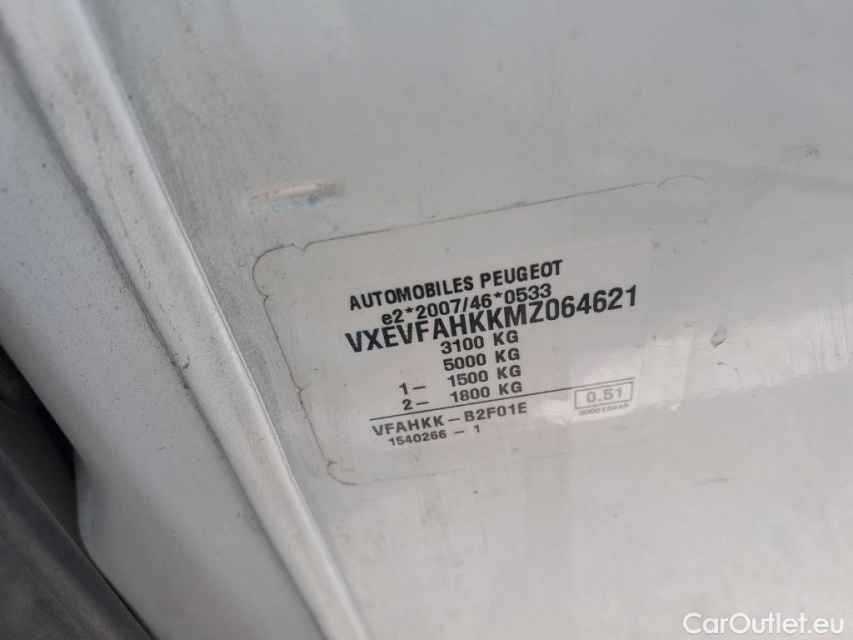 AUTOMOBILES PEUGEOT
e2*2007/46*0533
VXEVFAHKKMZ064621
3100 KG
5000 KG
1- 1500 KG
2- 1800 KG
VFAHKK-B2F01E
0.51
1540266-1
CarOutlet.eu